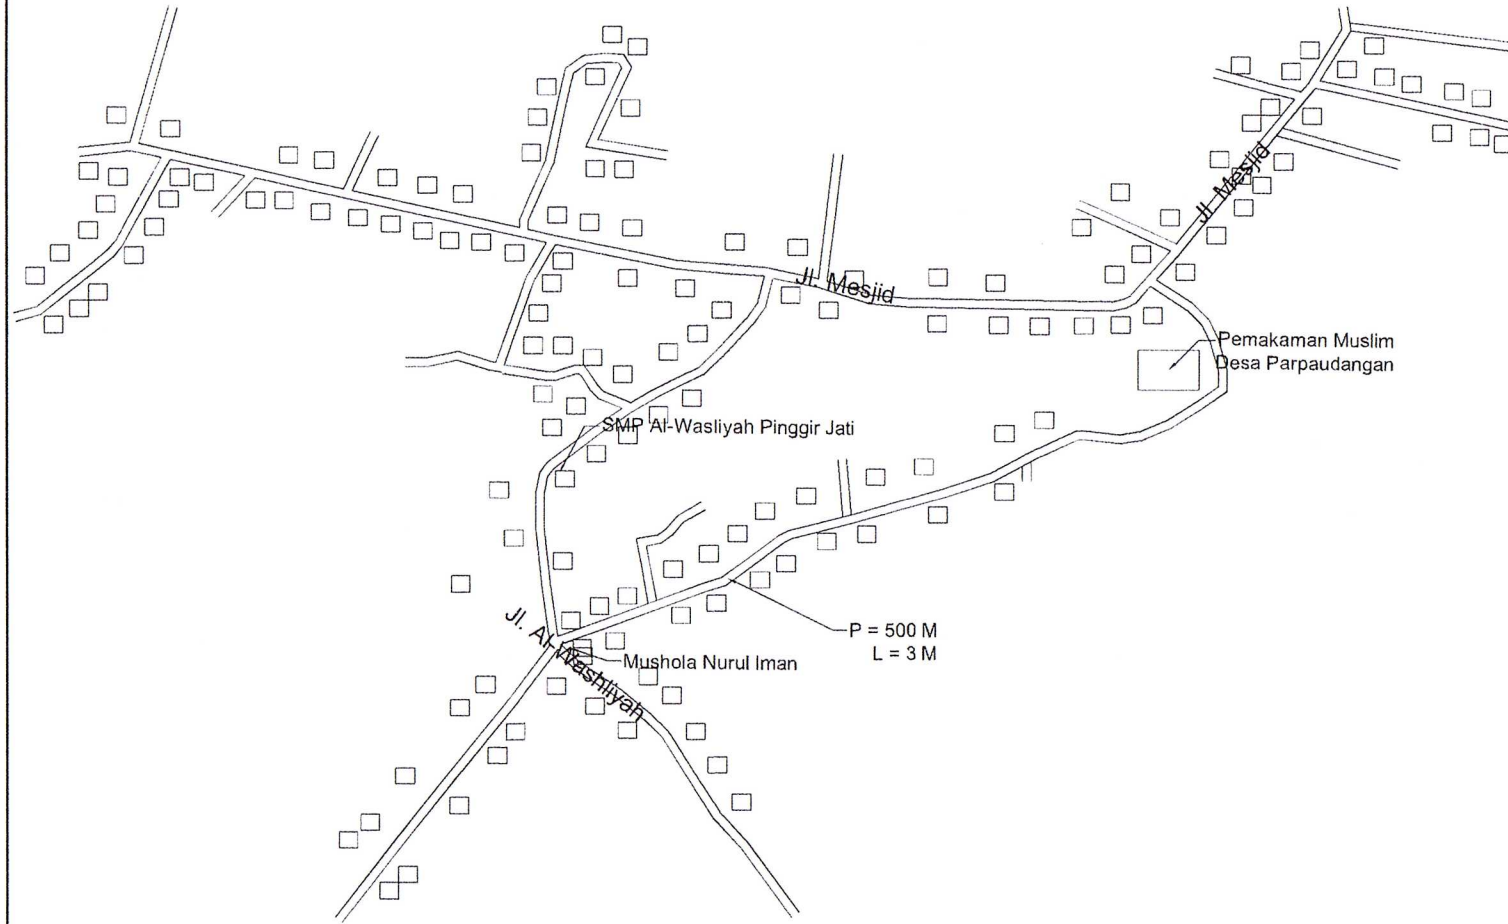 Jl. Mesjid
Jl. Mesjid
Pemakaman Muslim
Desa Parpaudangan
SMP Al-Wasliyah Pinggir Jati
P = 500 M
L = 3 M
Jl. Al-Washliyah
Mushola Nurul Iman